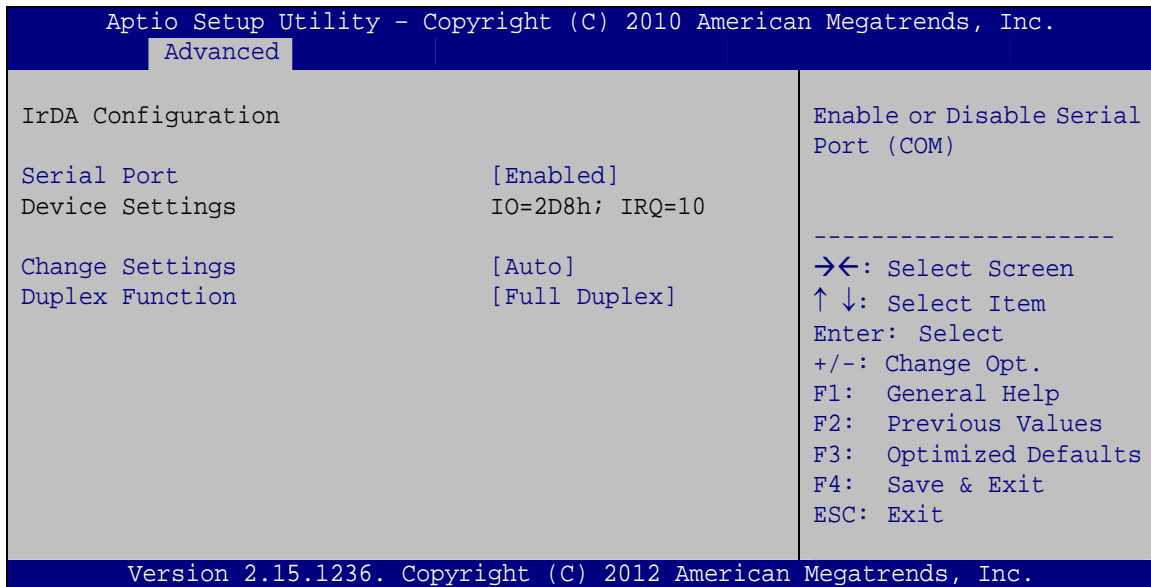 Aptio Setup Utility – Copyright (C) 2010 American Megatrends, Inc.
Advanced
IrDA Configuration
Serial Port [Enabled]
Device Settings IO=2D8h; IRQ=10
Change Settings [Auto]
Duplex Function [Full Duplex]
Enable or Disable Serial
Port (COM)
---------------------
→←: Select Screen
↑ ↓: Select Item
Enter: Select
+/-: Change Opt.
F1: General Help
F2: Previous Values
F3: Optimized Defaults
F4: Save & Exit
ESC: Exit
Version 2.15.1236. Copyright (C) 2012 American Megatrends, Inc.